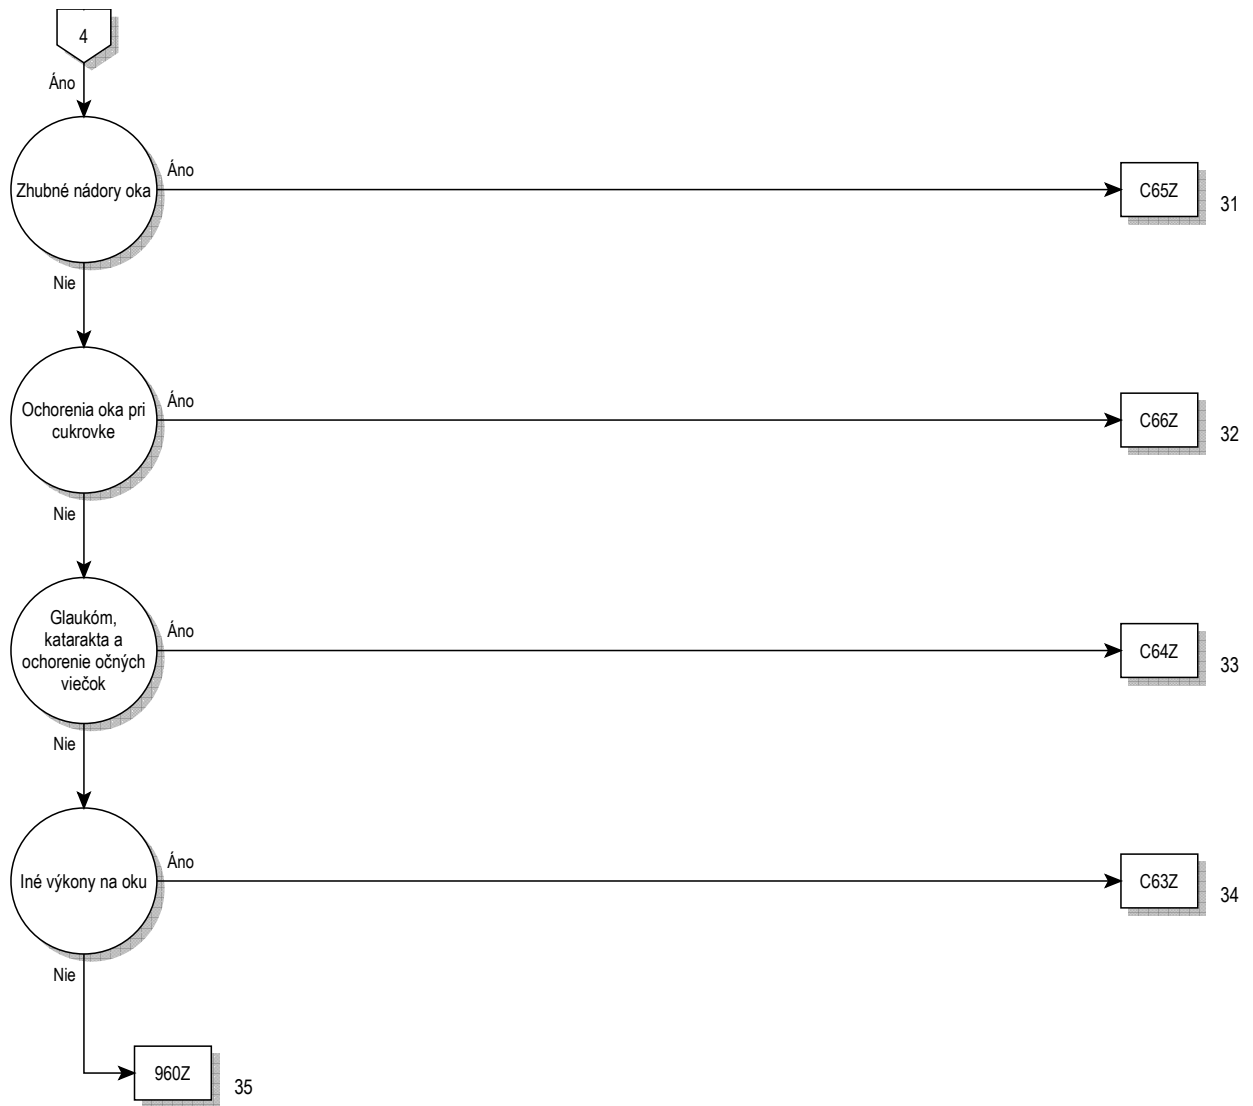 4
Áno
Zhubné nádory oka
Áno
C65Z
31
Nie
Ochorenia oka pri
cukrovke
Áno
C66Z
32
Nie
Glaukóm,
katarakta a
ochorenie očných
viečok
Áno
C64Z
33
Nie
Iné výkony na oku
Áno
C63Z
34
Nie
960Z
35